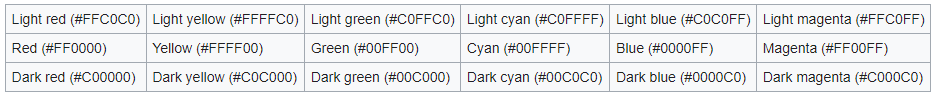 Light red (#FFC0C0) Light yellow (#FFFFC0) Light green (#C0FFC0) Light cyan (#C0FFFF) Light blue (#C0C0FF) Light magenta (#FFC0FF)
Red (#FF0000) Yellow (#FFFF00) Green (#00FF00) Cyan (#00FFFF) Blue (#0000FF) Magenta (#FF00FF)
Dark red (#C00000) Dark yellow (#C0C000) Dark green (#00C000) Dark cyan (#00C0C0) Dark blue (#0000C0) Dark magenta (#C000C0)